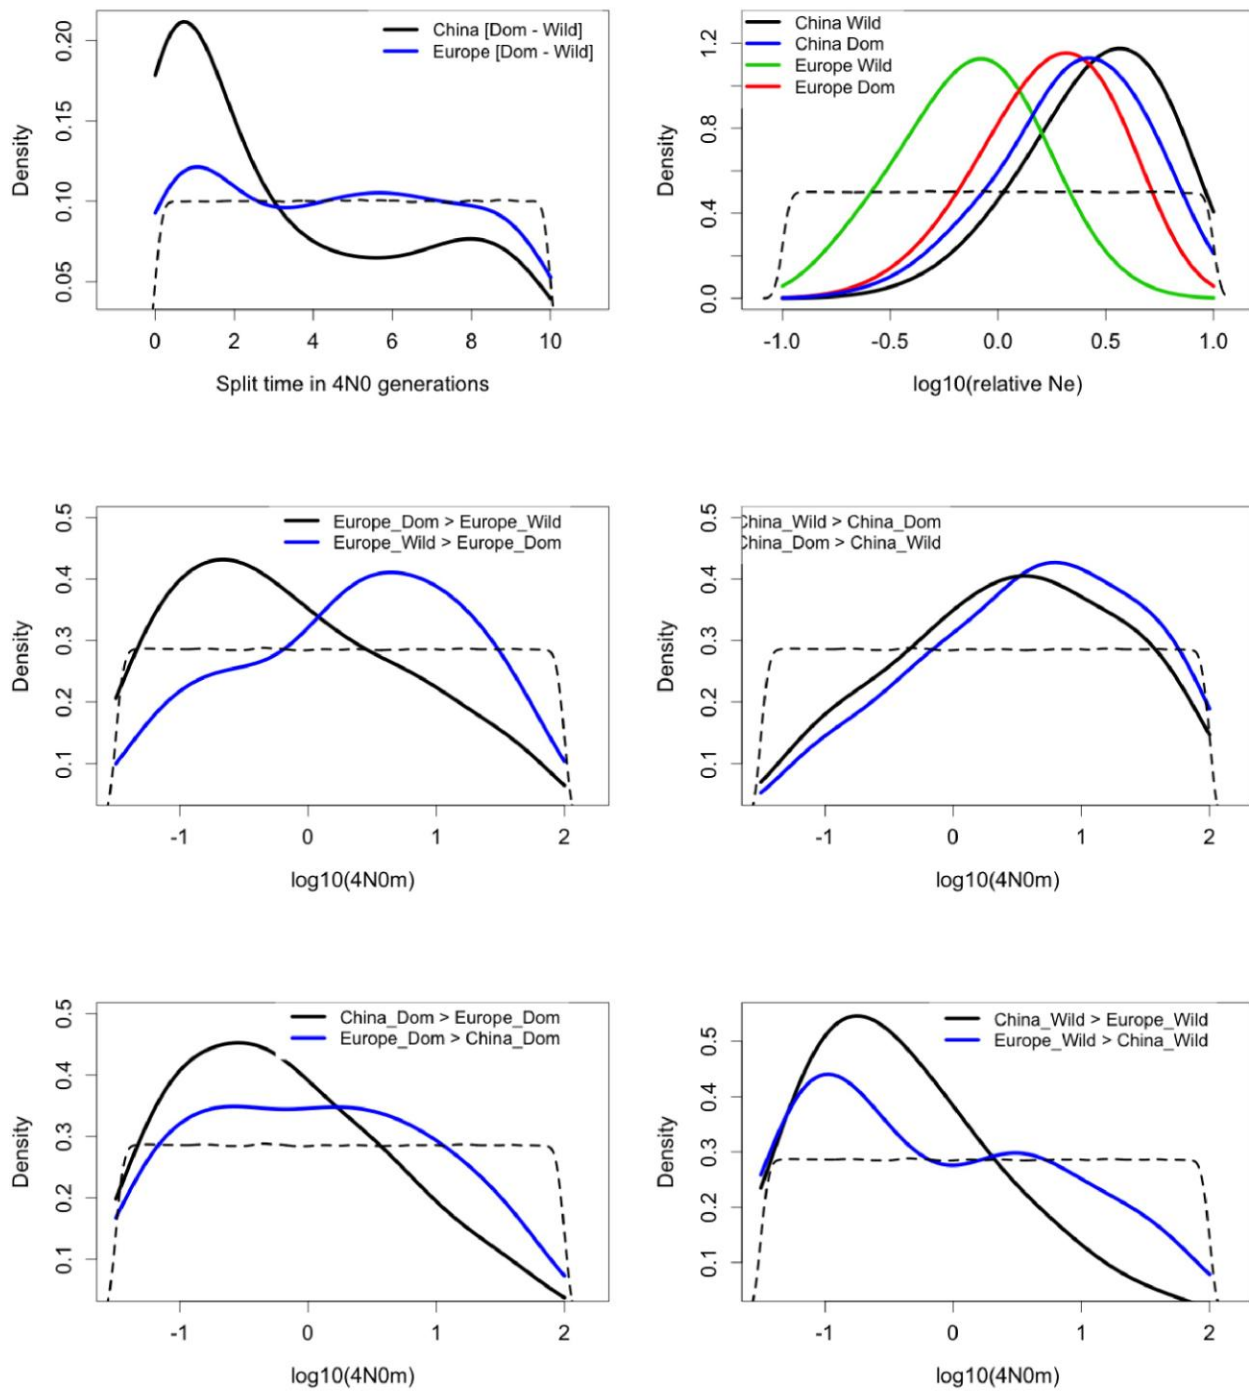 China [Dom - Wild]
Europe [Dom - Wild]
0.20
0.15
0.10
0.05
Density
0 2 4 6 8 10
Split time in 4N0 generations
China Wild
China Dom
Europe Wild
Europe Dom
1.2
0.8
0.4
0.0
Density
-1.0 -0.5 0.0 0.5 1.0
log10(relative Ne)
Europe_Dom > Europe_Wild
Europe_Wild > Europe_Dom
0.5
0.4
0.3
0.2
0.1
Density
-1 0 1 2
log10(4N0m)
China_Wild > China_Dom
China_Dom > China_Wild
0.5
0.4
0.3
0.2
0.1
Density
-1 0 1 2
log10(4N0m)
China_Dom > Europe_Dom
Europe_Dom > China_Dom
0.5
0.4
0.3
0.2
0.1
Density
-1 0 1 2
log10(4N0m)
China_Wild > Europe_Wild
Europe_Wild > China_Wild
0.5
0.4
0.3
0.2
0.1
Density
-1 0 1 2
log10(4N0m)